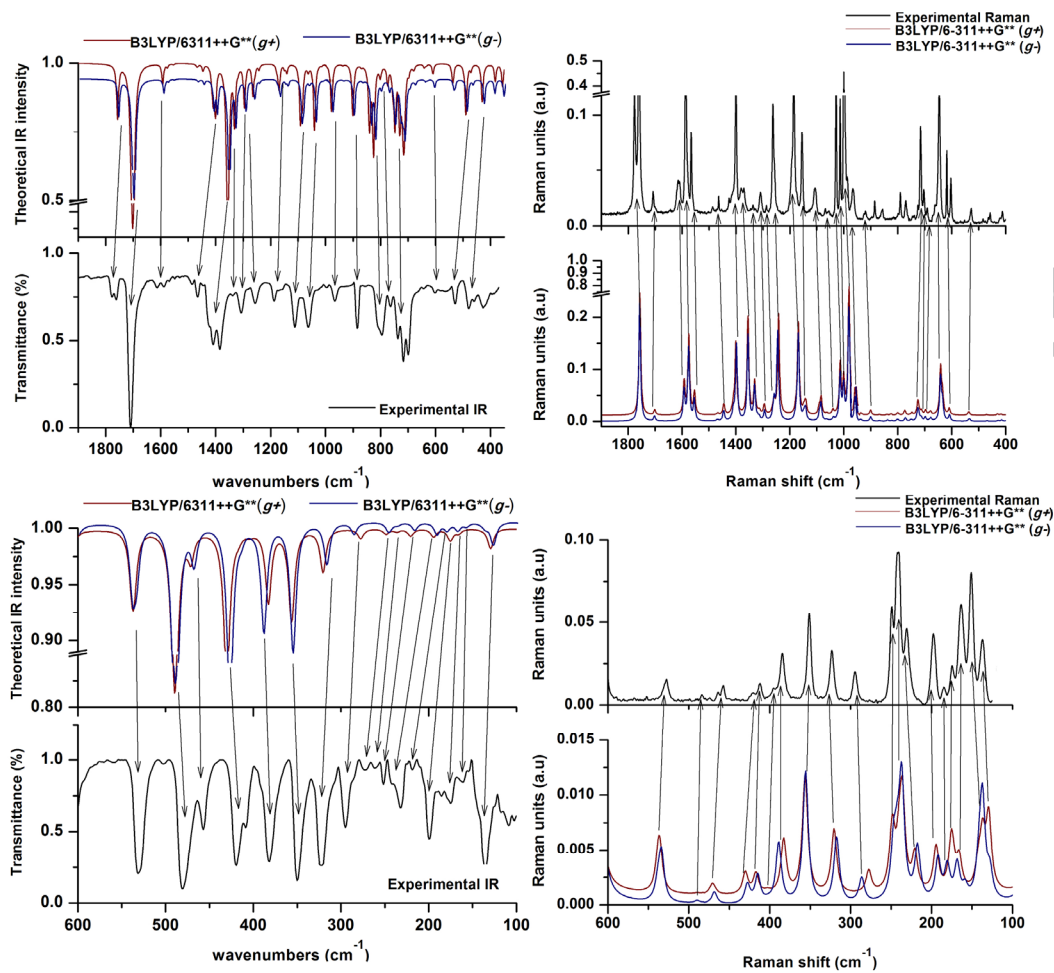 B3LYP/6311++G**(g+) B3LYP/6311++G**(g-)
Theoretical IR intensity
1.0
0.5
Transmittance (%)
1.0
0.5
0.0
Experimental IR
1800 1600 1400 1200 1000 800 600 400
wavenumbers (cm-1)
Experimental Raman
B3LYP/6-311++G** (g+)
B3LYP/6-311++G** (g-)
Raman units (a.u)
0.5
0.4
0.1
0.0
Raman units (a.u)
1.0
0.9
0.8
0.2
0.1
0.0
1800 1600 1400 1200 1000 800 600 400
Raman shift (cm-1)
B3LYP/6311++G**(g+) B3LYP/6311++G**(g-)
Theoretical IR intensity
1.00
0.95
0.90
0.80
Transmittance (%)
1.0
0.5
0.0
Experimental IR
600 500 400 300 200 100
wavenumbers (cm-1)
Experimental Raman
B3LYP/6-311++G** (g+)
B3LYP/6-311++G** (g-)
Raman units (a.u)
0.10
0.05
0.00
Raman units (a.u)
0.015
0.010
0.005
0.000
600 500 400 300 200 100
Raman shift (cm-1)